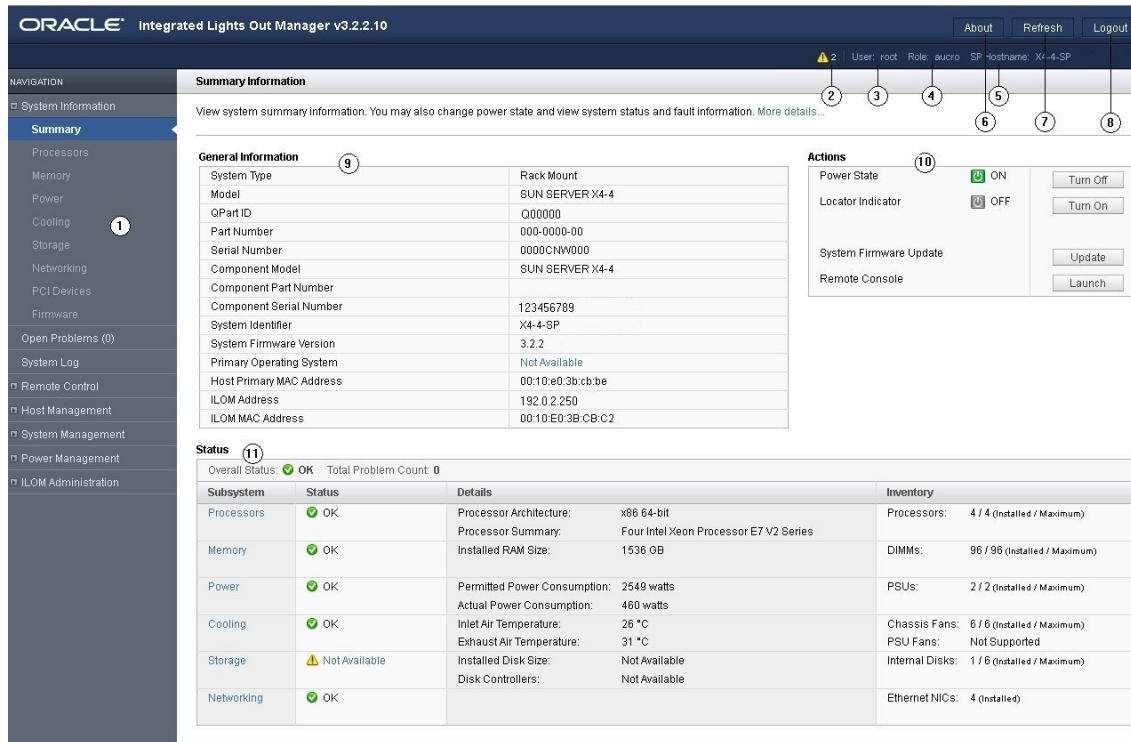 ORACLE® Integrated Lights Out Manager v3.2.2.10
About Refresh Logout
2 User: root Role: aucro SP Hostname: X4-4-SP
2 3 4 5
6 7 8
NAVIGATION
System Information
Summary
Processors
Memory
Power
Cooling
1
Storage
Networking
PCI Devices
Firmware
Open Problems (0)
System Log
Remote Control
Host Management
System Management
Power Management
ILOM Administration
Summary Information
View system summary information. You may also change power state and view system status and fault information. More details...
General Information
9
System Type Rack Mount
Model SUN SERVER X4-4
QPart ID Q00000
Part Number 000-0000-00
Serial Number 0000CNW000
Component Model SUN SERVER X4-4
Component Part Number
Component Serial Number 123456789
System Identifier X4-4-SP
System Firmware Version 3.2.2
Primary Operating System Not Available
Host Primary MAC Address 00:10:e0:3b:cb:be
ILOM Address 192.0.2.250
ILOM MAC Address 00:10:E0:3B:CB:C2
Actions
10
Power State ON Turn Off
Locator Indicator OFF Turn On
System Firmware Update Update
Remote Console Launch
Status
11
Overall Status: OK Total Problem Count: 0
Subsystem Status Details Inventory
Processors OK Processor Architecture: x86 64-bit Processors: 4 / 4 (Installed / Maximum)
Processor Summary: Four Intel Xeon Processor E7 V2 Series
Memory OK Installed RAM Size: 1536 GB DIMMs: 96 / 96 (Installed / Maximum)
Power OK Permitted Power Consumption: 2549 watts PSUs: 2 / 2 (Installed / Maximum)
Actual Power Consumption: 460 watts
Cooling OK Inlet Air Temperature: 26 °C Chassis Fans: 6 / 6 (Installed / Maximum)
Exhaust Air Temperature: 31 °C PSU Fans: Not Supported
Storage Not Available Installed Disk Size: Not Available Internal Disks: 1 / 6 (Installed / Maximum)
Disk Controllers: Not Available
Networking OK Ethernet NICs: 4 (Installed)